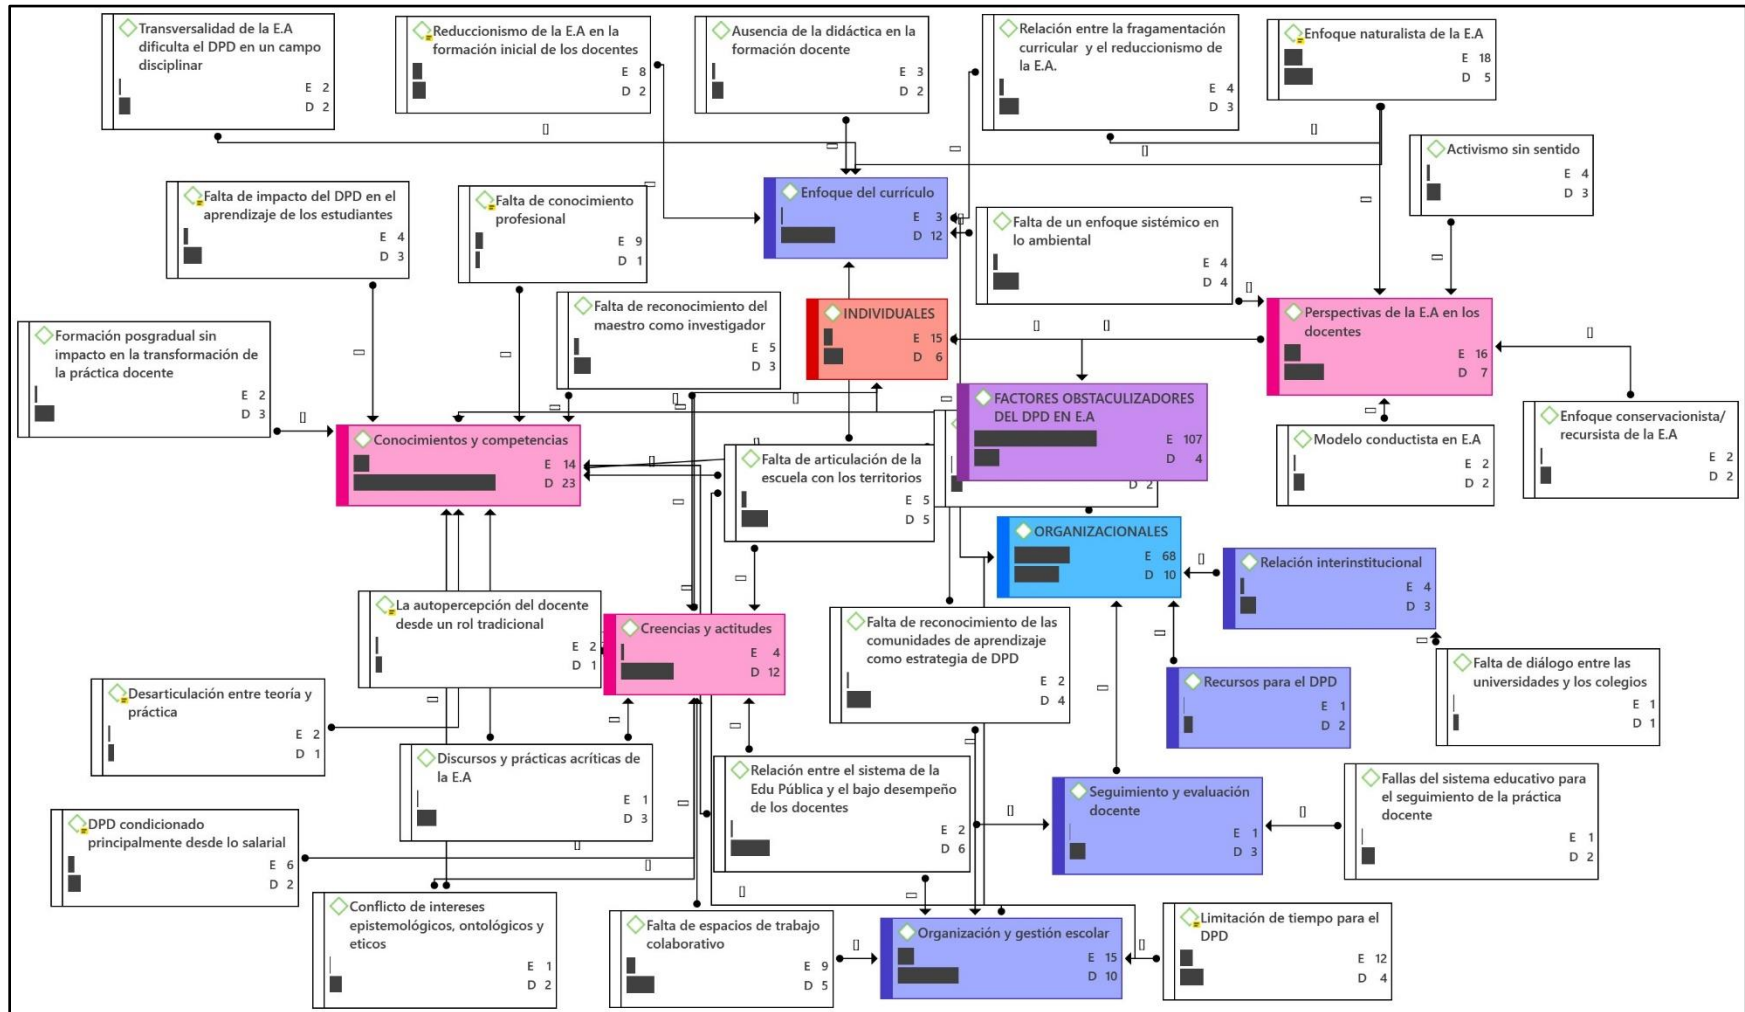 Transversalidad de la E.A
dificulta el DPD en un campo
disciplinar
E 2
D 2
Reduccionismo de la E.A en la
formación inicial de los docentes
E 8
D 2
Ausencia de la didáctica en la
formación docente
E 3
D 2
Relación entre la fragamentación
curricular y el reduccionismo de
la E.A.
E 4
D 3
Enfoque naturalista de la E.A
E 18
D 5
Activismo sin sentido
E 4
D 3
Falta de impacto del DPD en el
aprendizaje de los estudiantes
E 4
D 3
Falta de conocimiento
profesional
E 9
D 1
Enfoque del currículo
E 3
D 12
Falta de un enfoque sistémico en
lo ambiental
E 4
D 4
Formación posgradual sin
impacto en la transformación de
la práctica docente
E 2
D 3
Falta de reconocimiento del
maestro como investigador
E 5
D 3
INDIVIDUALES
E 15
D 6
Perspectivas de la E.A en los
docentes
E 16
D 7
FACTORES OBSTACULIZADORES
DEL DPD EN E.A
E 107
D 4
D 2
Modelo conductista en E.A
E 2
D 2
Enfoque conservacionista/
recursista de la E.A
E 2
D 2
Conocimientos y competencias
E 14
D 23
Falta de articulación de la
escuela con los territorios
E 5
D 5
ORGANIZACIONALES
E 68
D 10
Relación interinstitucional
E 4
D 3
La autopercepción del docente
desde un rol tradicional
E 2
D 1
Creencias y actitudes
E 4
D 12
Falta de reconocimiento de las
comunidades de aprendizaje
como estrategia de DPD
E 2
D 4
Recursos para el DPD
E 1
D 2
Falta de diálogo entre las
universidades y los colegios
E 1
D 1
Desarticulación entre teoría y
práctica
E 2
D 1
Discursos y prácticas acríticas de
la E.A
E 1
D 3
Relación entre el sistema de la
Edu Pública y el bajo desempeño
de los docentes
E 2
D 6
Seguimiento y evaluación
docente
E 1
D 3
Fallas del sistema educativo para
el seguimiento de la práctica
docente
E 1
D 2
DPD condicionado
principalmente desde lo salarial
E 6
D 2
Conflicto de intereses
epistemológicos, ontológicos y
eticos
E 1
D 2
Falta de espacios de trabajo
colaborativo
E 9
D 5
Organización y gestión escolar
E 15
D 10
Limitación de tiempo para el
DPD
E 12
D 4